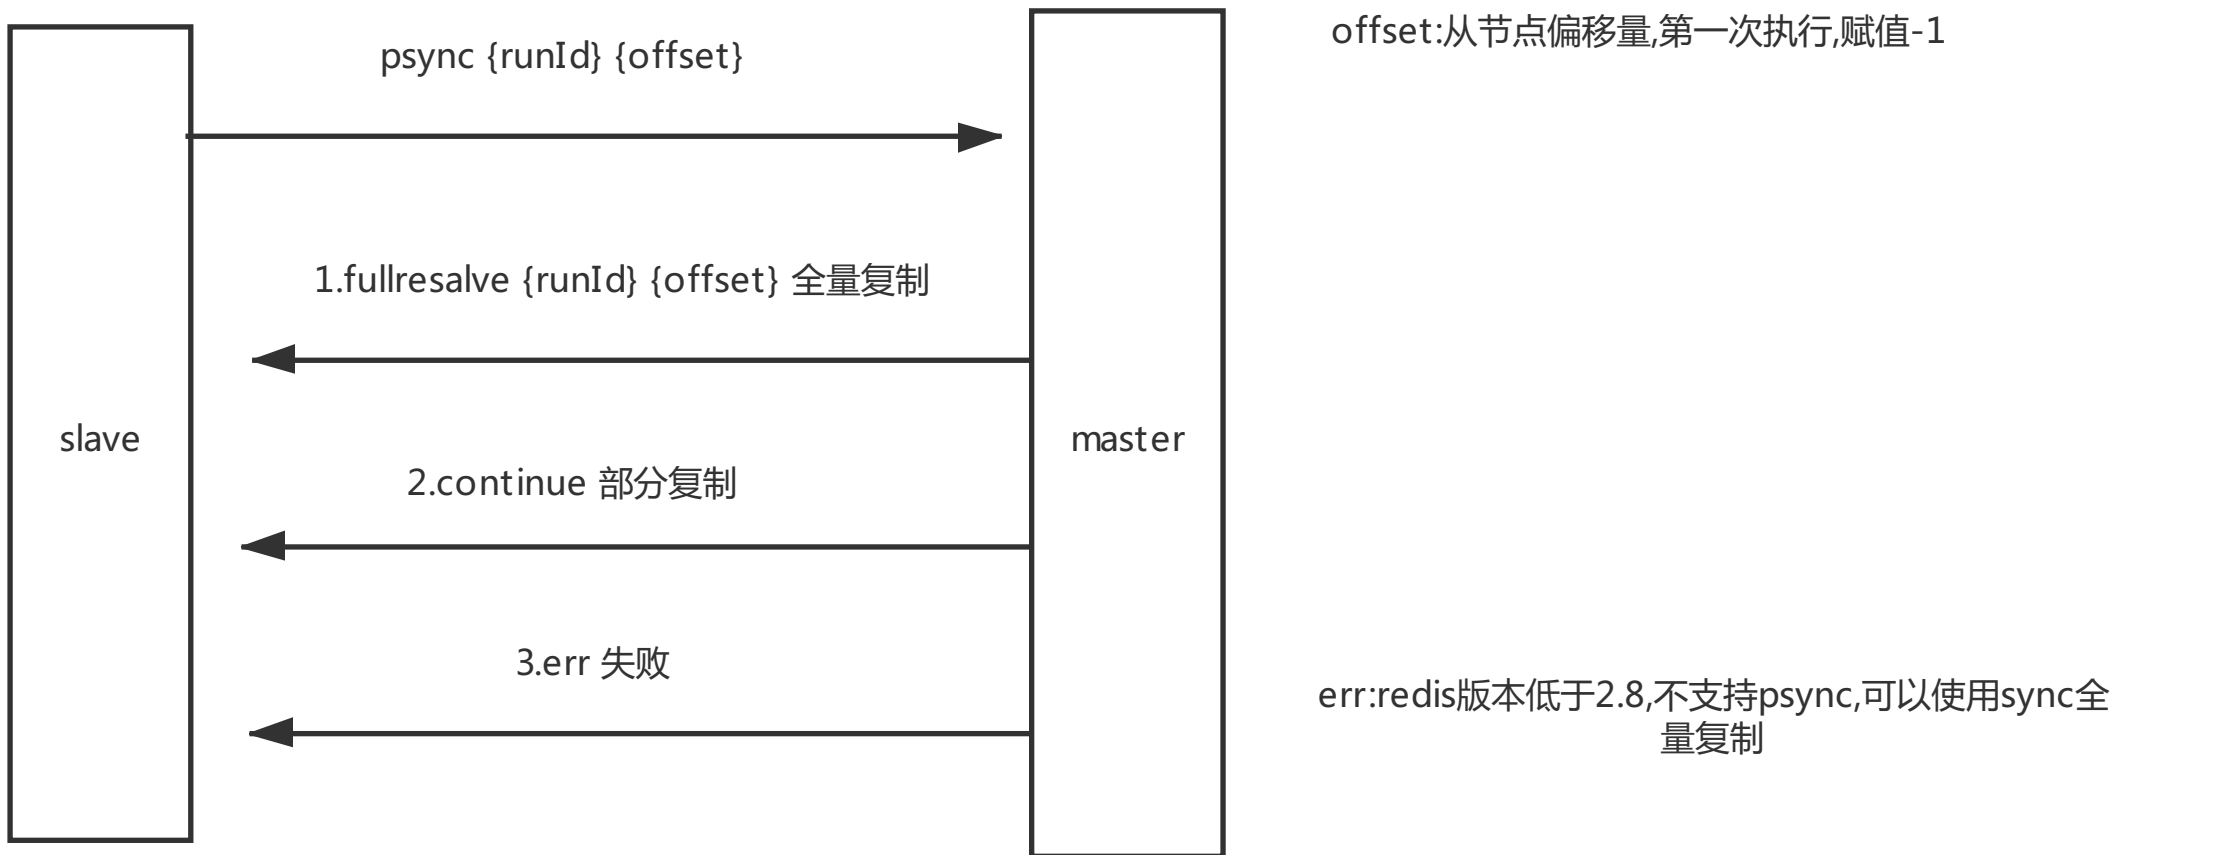 psync {runId} {offset}
offset:从节点偏移量,第一次执行,赋值-1
1.fullresalve {runId} {offset} 全量复制
slave
master
2.continue 部分复制
3.err 失败
err:redis版本低于2.8,不支持psync,可以使用sync全
量复制